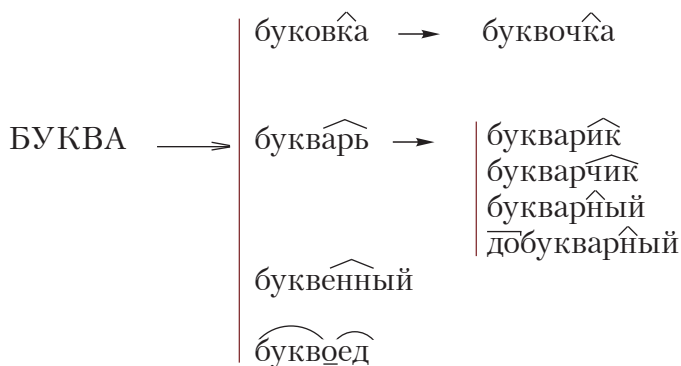 буковка → буквочка
БУКВА → букварь → букварик
букварчик
букварный
добукварный
буквенный
буквоед